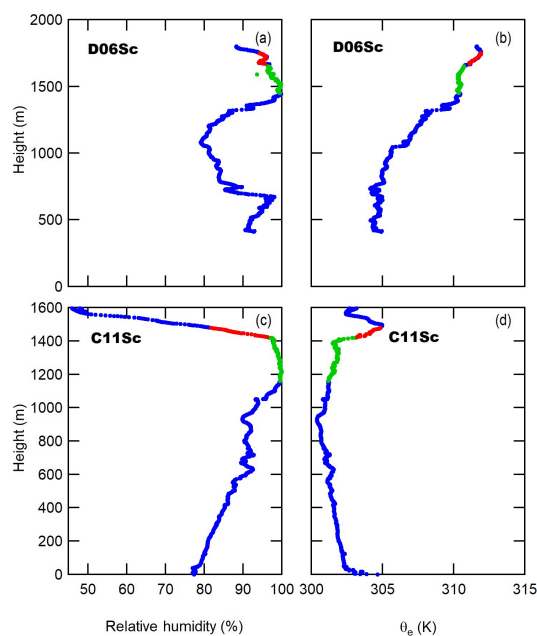 2000
1500
1000
500
0
Height (m)
D06Sc
(a)
D06Sc
(b)
1600
1400
1200
1000
800
600
400
200
0
Height (m)
C11Sc
(c)
C11Sc
(d)
50 60 70 80 90 100
300 305 310 315
Relative humidity (%)
θe (K)